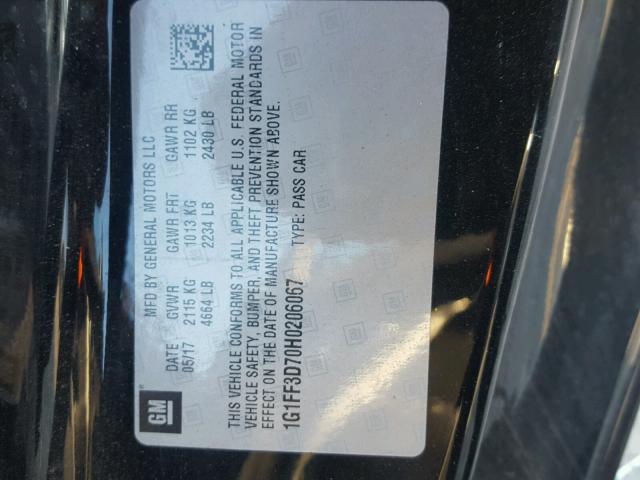 GM
MFD BY GENERAL MOTORS LLC
DATE GVWR GAWR FRT GAWR RR
05/17 2115 KG 1013 KG 1102 KG
4664 LB 2234 LB 2430 LB
THIS VEHICLE CONFORMS TO ALL APPLICABLE U.S. FEDERAL MOTOR
VEHICLE SAFETY, BUMPER, AND THEFT PREVENTION STANDARDS IN
EFFECT ON THE DATE OF MANUFACTURE SHOWN ABOVE.
1G1FF3D70H0206067 TYPE: PASS CAR